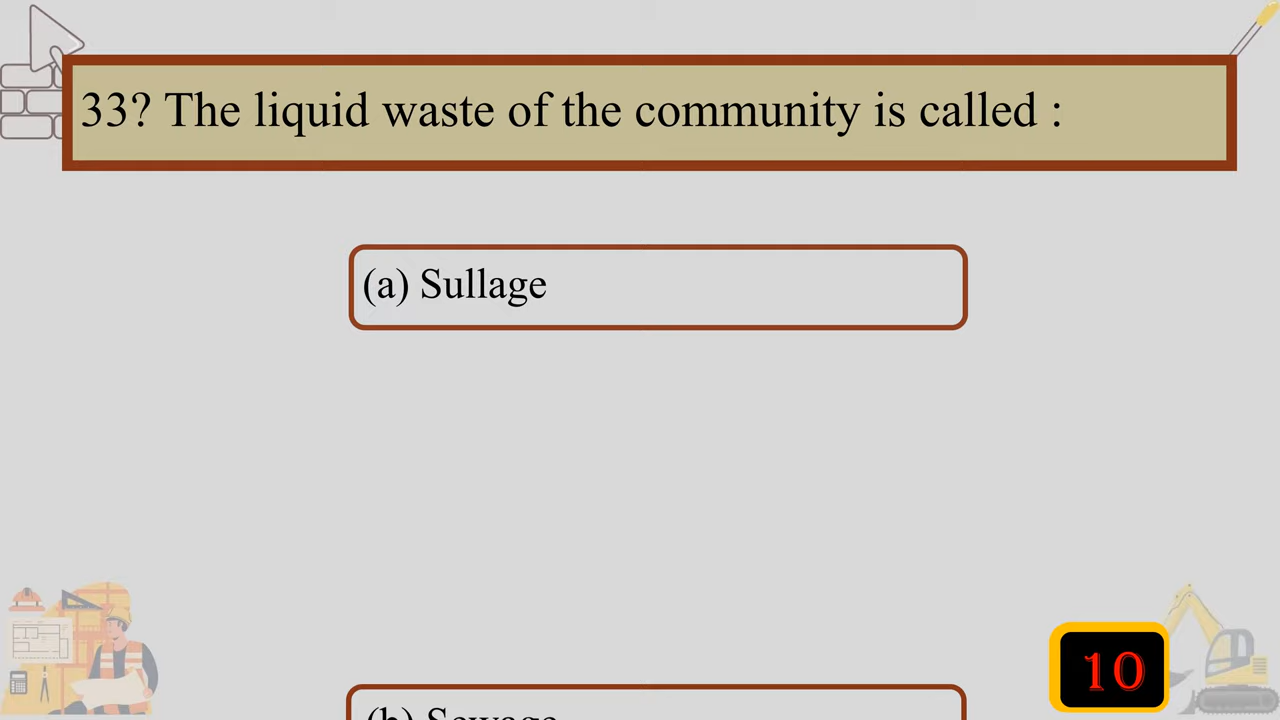 33? The liquid waste of the community is called :
(a) Sullage
(b) Sewage
10